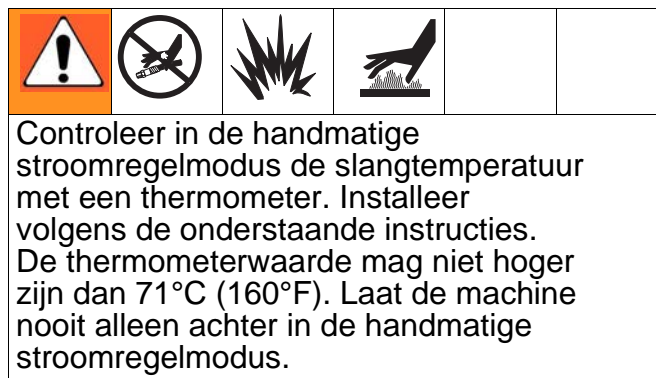 Controleer in de handmatige
stroomregelmodus de slangtemperatuur
met een thermometer. Installeer
volgens de onderstaande instructies.
De thermometerwaarde mag niet hoger
zijn dan 71°C (160°F). Laat de machine
nooit alleen achter in de handmatige
stroomregelmodus.